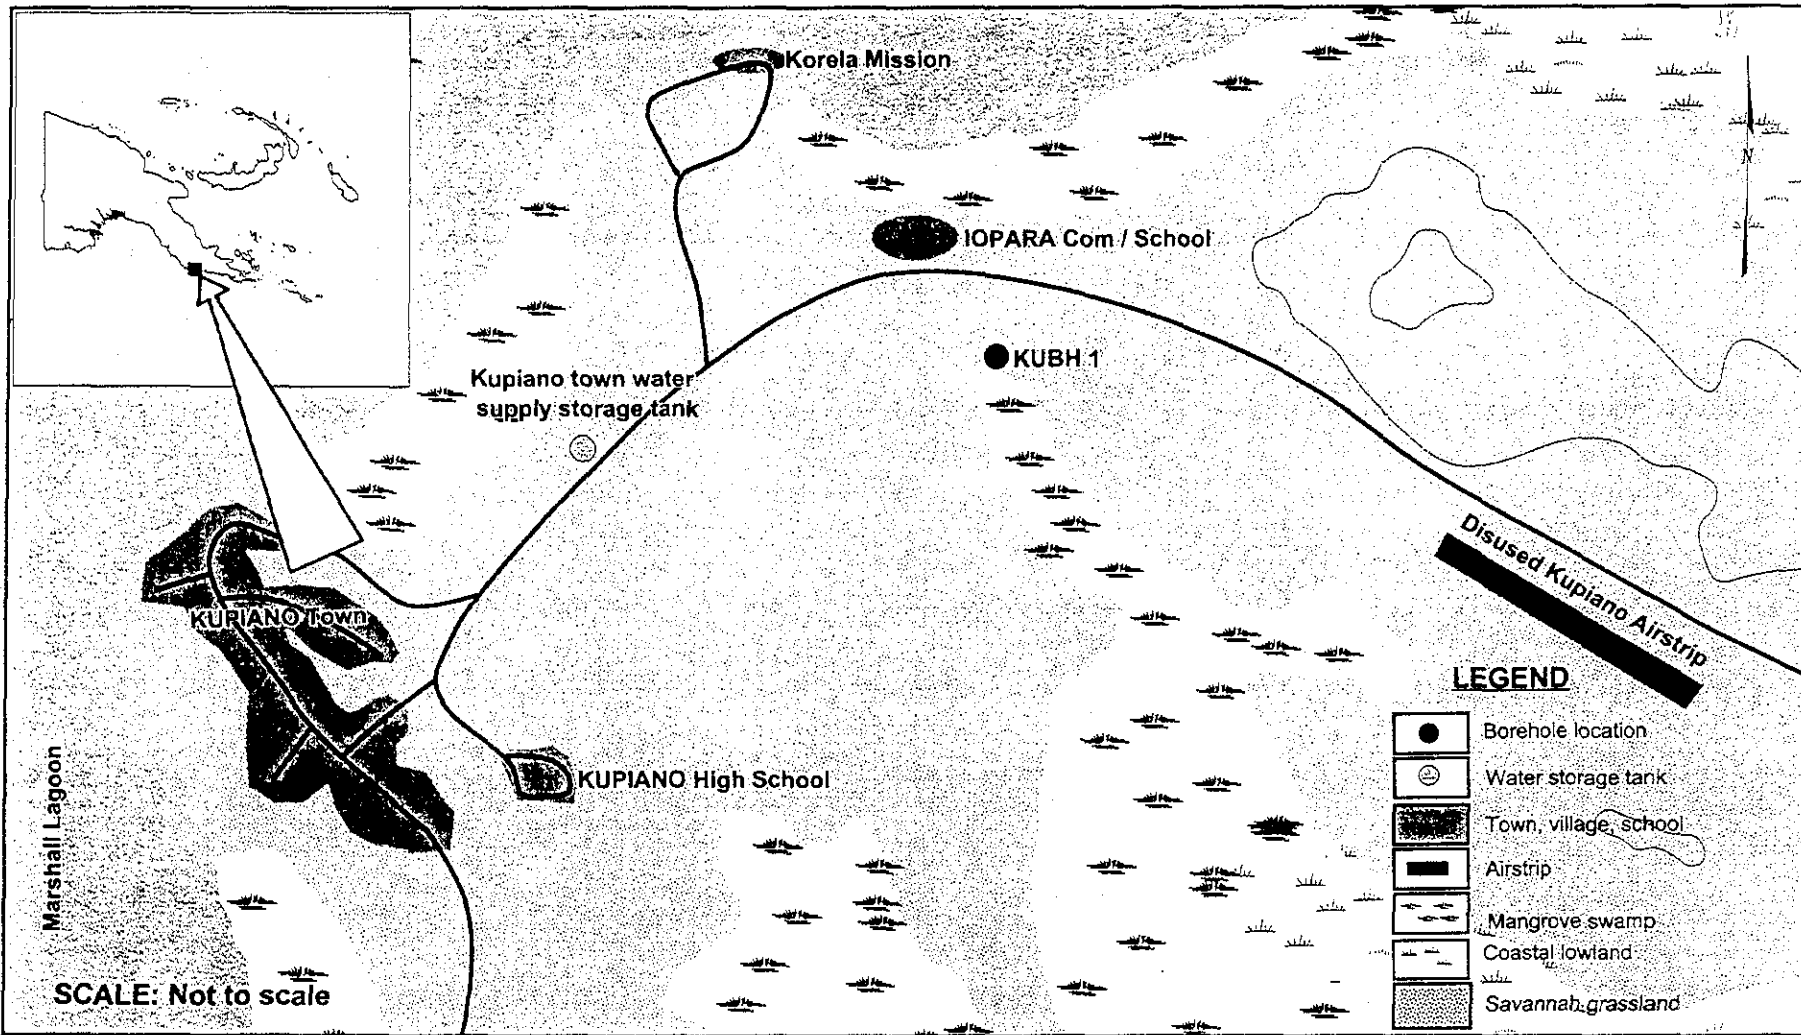 Korela Mission
N
IOPARA Com / School
KUBH 1
Kupiano town water
supply storage tank
Disused Kupiano Airstrip
KUPIANO Town
KUPIANO High School
Marshall Lagoon
SCALE: Not to scale
LEGEND
Borehole location
Water storage tank
Town, village, school
Airstrip
Mangrove swamp
Coastal lowland
Savannah grassland